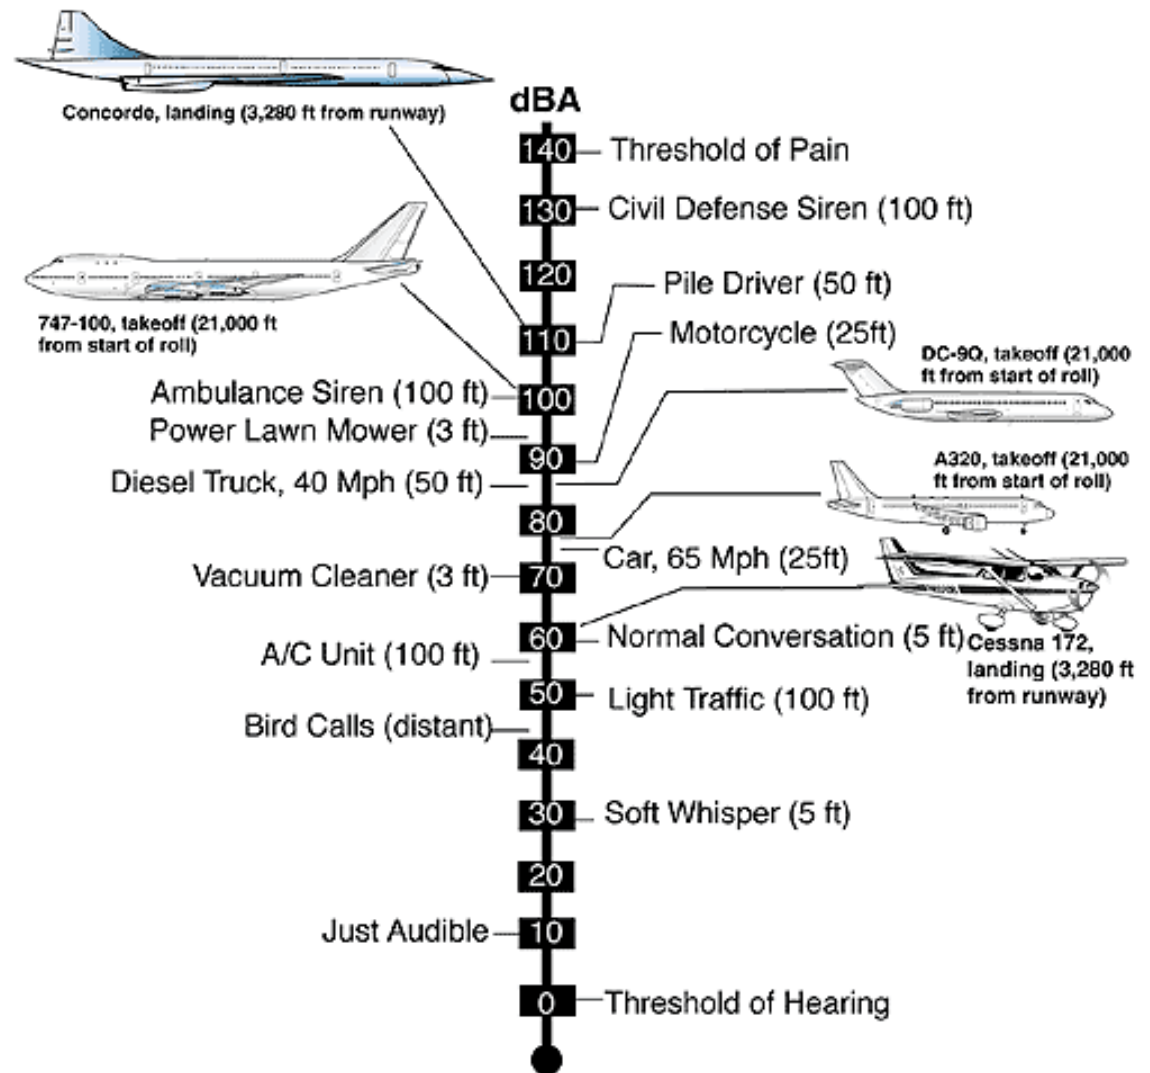 Concorde, landing (3,280 ft from runway)
dBA
140 Threshold of Pain
130 Civil Defense Siren (100 ft)
747-100, takeoff (21,000 ft
from start of roll)
120
Pile Driver (50 ft)
110
Motorcycle (25ft)
DC-9Q, takeoff (21,000
ft from start of roll)
Ambulance Siren (100 ft) 100
Power Lawn Mower (3 ft)
90
A320, takeoff (21,000
ft from start of roll)
Diesel Truck, 40 Mph (50 ft)
80
Car, 65 Mph (25ft)
Vacuum Cleaner (3 ft) 70
60 Normal Conversation (5 ft)
Cessna 172,
landing (3,280 ft
from runway)
A/C Unit (100 ft)
50 Light Traffic (100 ft)
Bird Calls (distant)
40
30 Soft Whisper (5 ft)
20
Just Audible 10
0 Threshold of Hearing